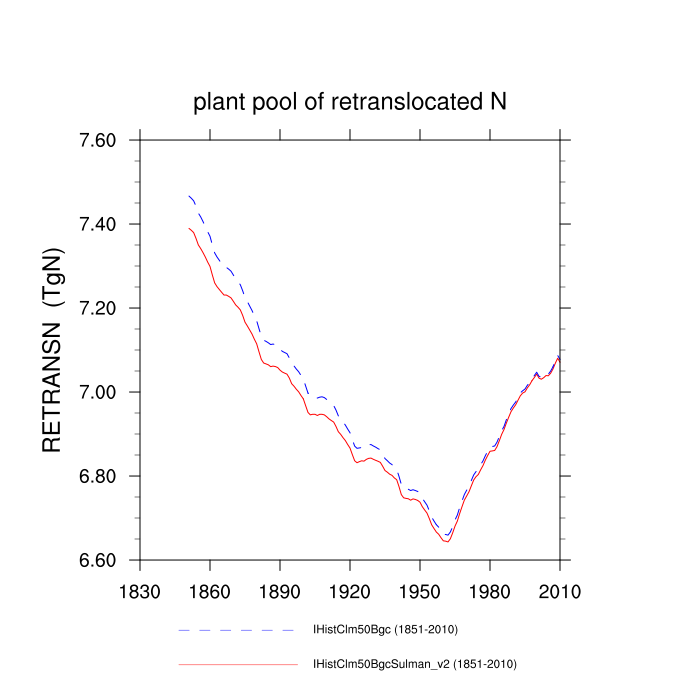 plant pool of retranslocated N
7.60
7.40
7.20
7.00
6.80
6.60
RETRANSN (TgN)
1830 1860 1890 1920 1950 1980 2010
IHistClm50Bgc (1851-2010)
IHistClm50BgcSulman_v2 (1851-2010)